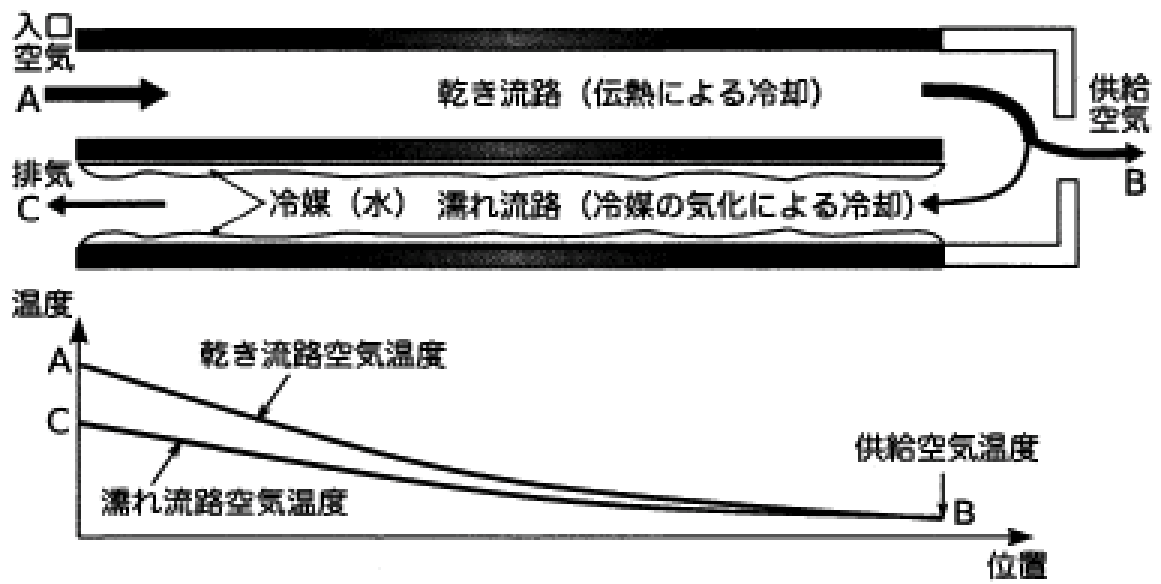 入口
空気
A
乾き流路（伝熱による冷却）
供給
空気
B
排気
C
冷媒（水）
濡れ流路（冷媒の気化による冷却）
温度
A
乾き流路空気温度
C
濡れ流路空気温度
供給空気温度
B
位置